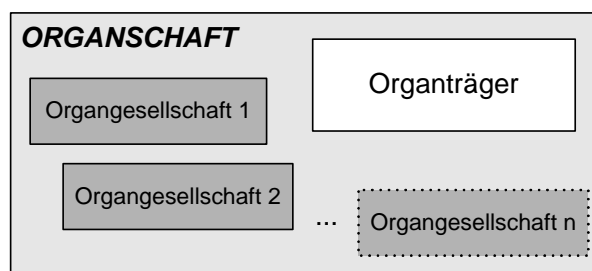 ORGANSCHAFT
Organträger
Organgesellschaft 1
Organgesellschaft 2
...
Organgesellschaft n